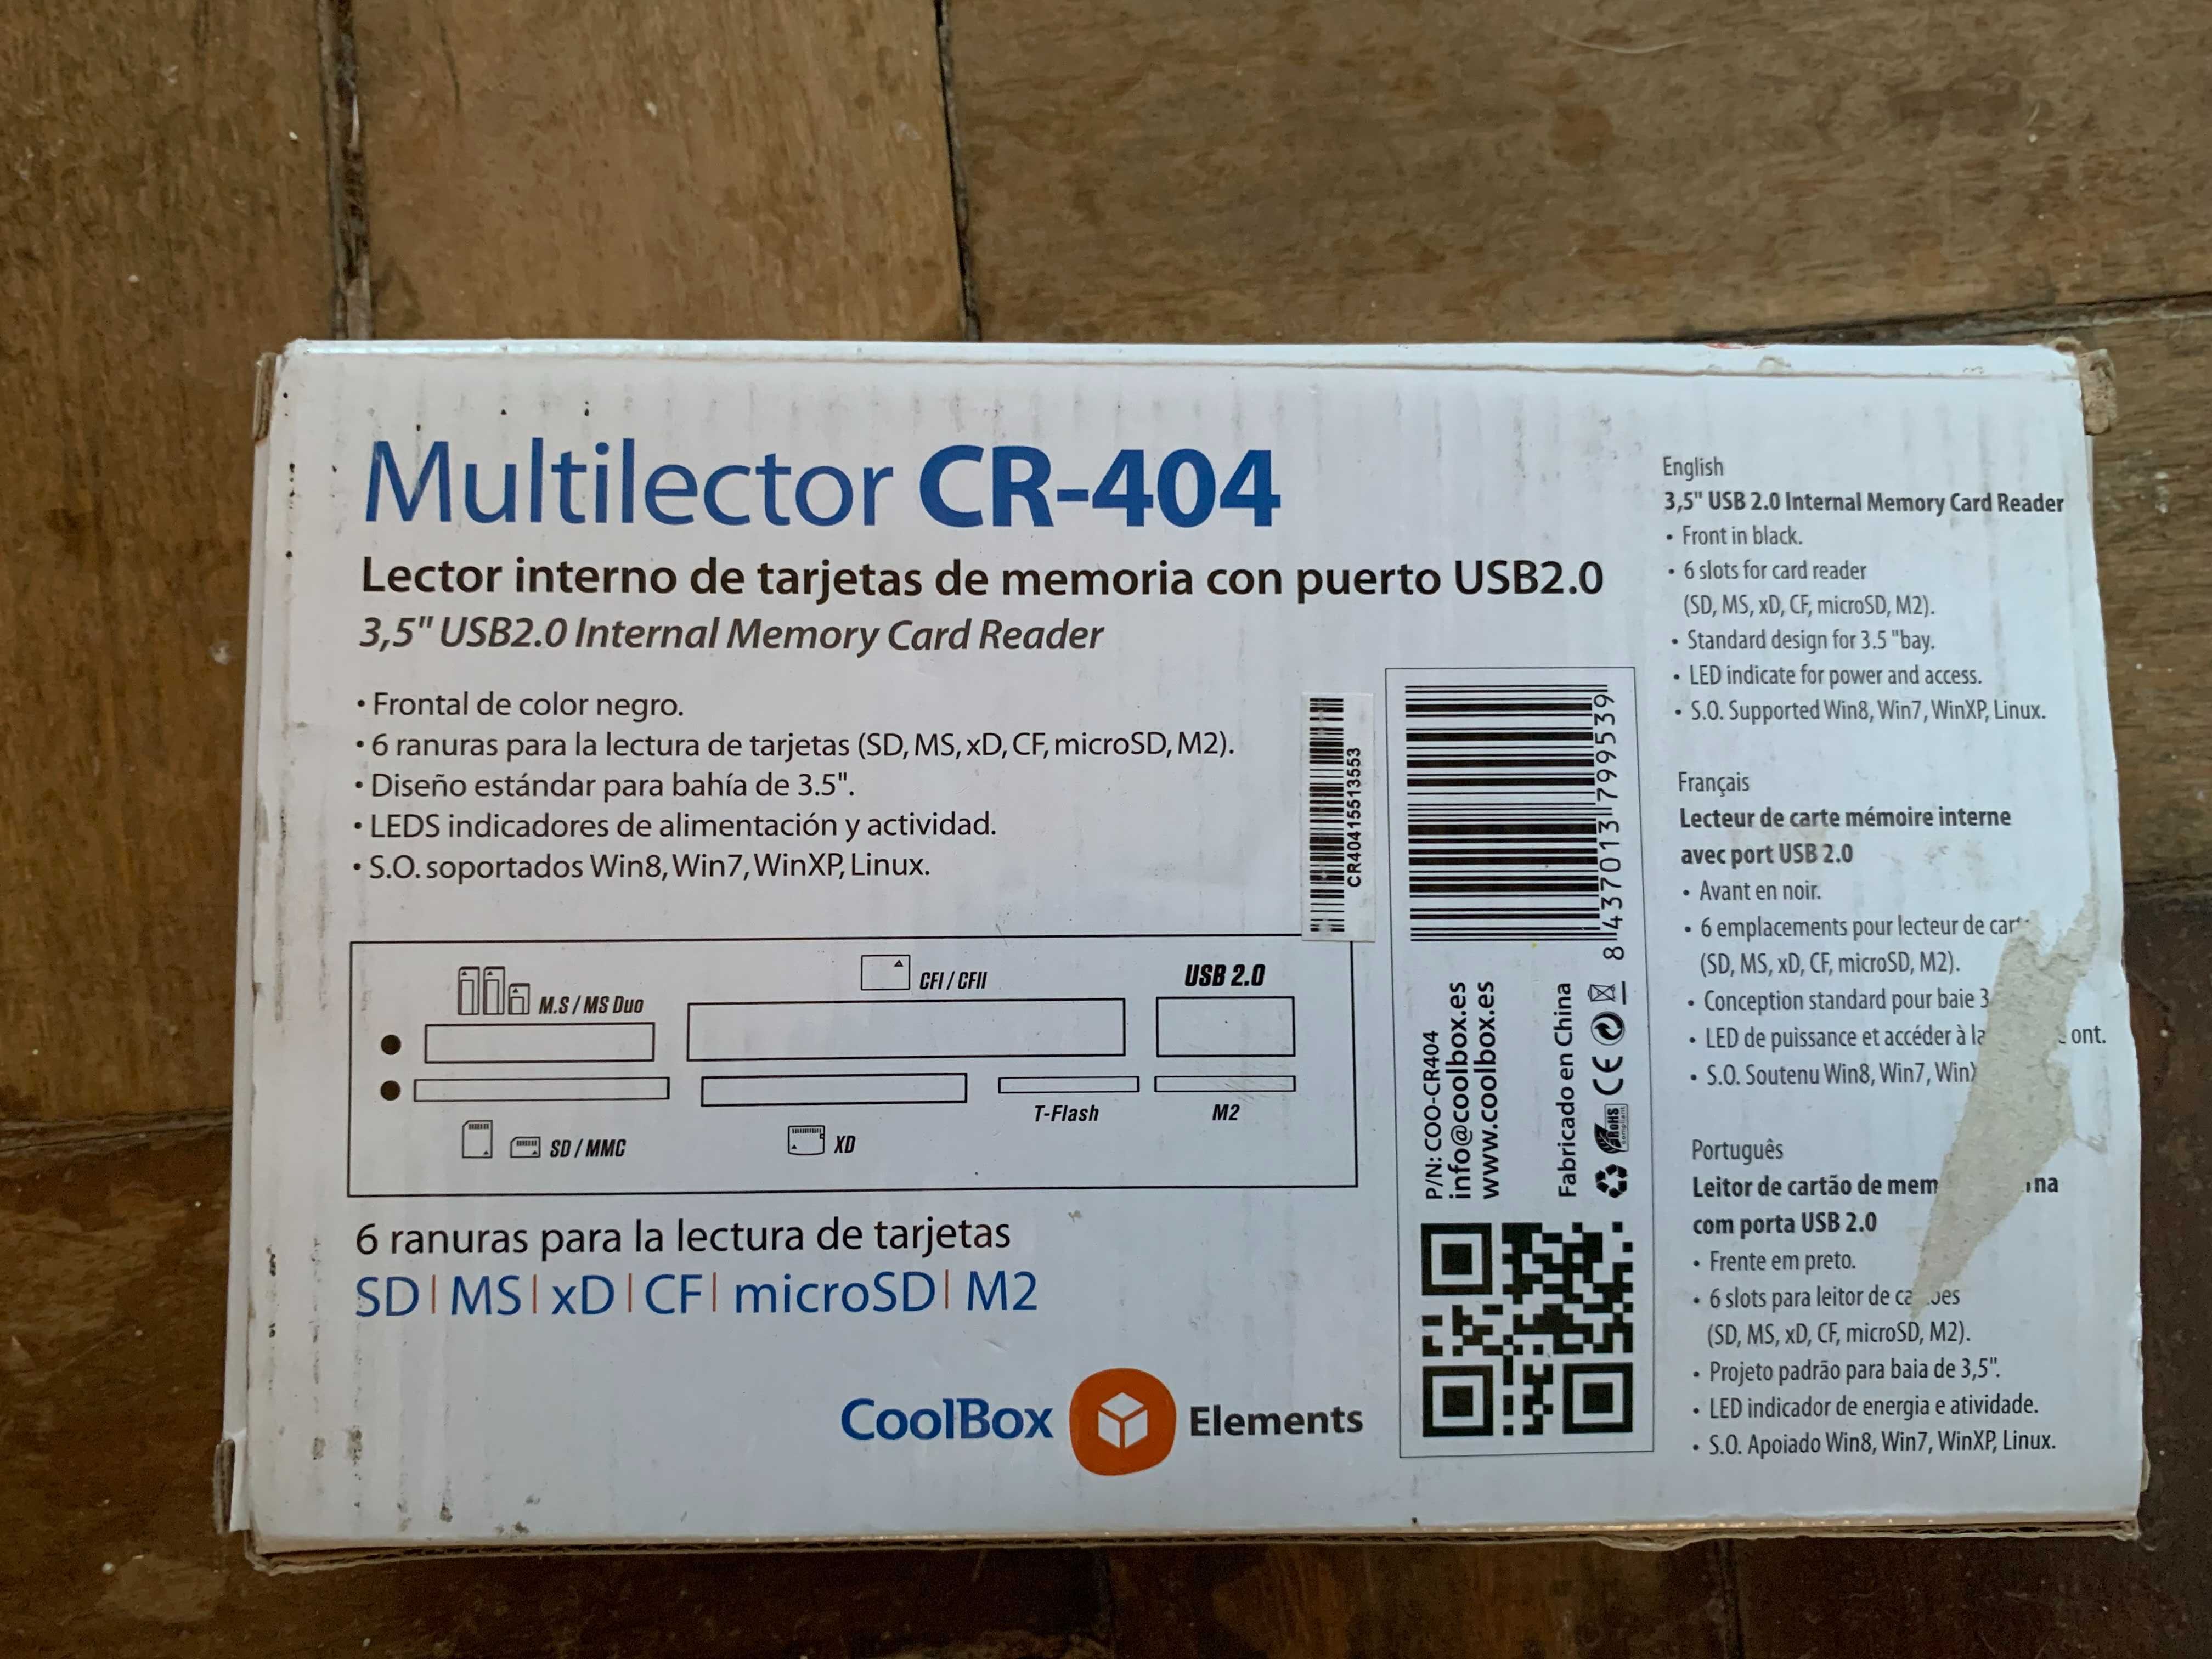 Multilector CR-404
Lector interno de tarjetas de memoria con puerto USB2.0
3,5" USB2.0 Internal Memory Card Reader
• Frontal de color negro.
• 6 ranuras para la lectura de tarjetas (SD, MS, xD, CF, microSD, M2).
• Diseño estándar para bahía de 3.5".
• LEDS indicadores de alimentación y actividad.
• S.O. soportados Win8, Win7, WinXP, Linux.
M.S / MS Duo
CFI / CFII
USB 2.0
SD / MMC
XD
T-Flash
M2
6 ranuras para la lectura de tarjetas
SD | MS | xD | CF | microSD | M2
CoolBox Elements
CR40415513553
8 437013 799539
P/N: COO-CR404
info@coolbox.es
www.coolbox.es
Fabricado en China
CE
RoHS
English
3,5" USB 2.0 Internal Memory Card Reader
• Front in black.
• 6 slots for card reader
(SD, MS, xD, CF, microSD, M2).
• Standard design for 3.5 "bay.
• LED indicate for power and access.
• S.O. Supported Win8, Win7, WinXP, Linux.
Français
Lecteur de carte mémoire interne
avec port USB 2.0
• Avant en noir.
• 6 emplacements pour lecteur de
(SD, MS, xD, CF, microSD, M2).
• Conception standard pour baie
• LED de puissance et accéder à
• S.O. Soutenu Win8, Win7,
Português
Leitor de cartão de
com porta USB 2.0
• Frente em preto.
• 6 slots para leitor de
(SD, MS, xD, CF, microSD, M2).
• Projeto padrão para baia de 3,5".
• LED indicador de energia e atividade.
• S.O. Apoiado Win8, Win7, WinXP, Linux.